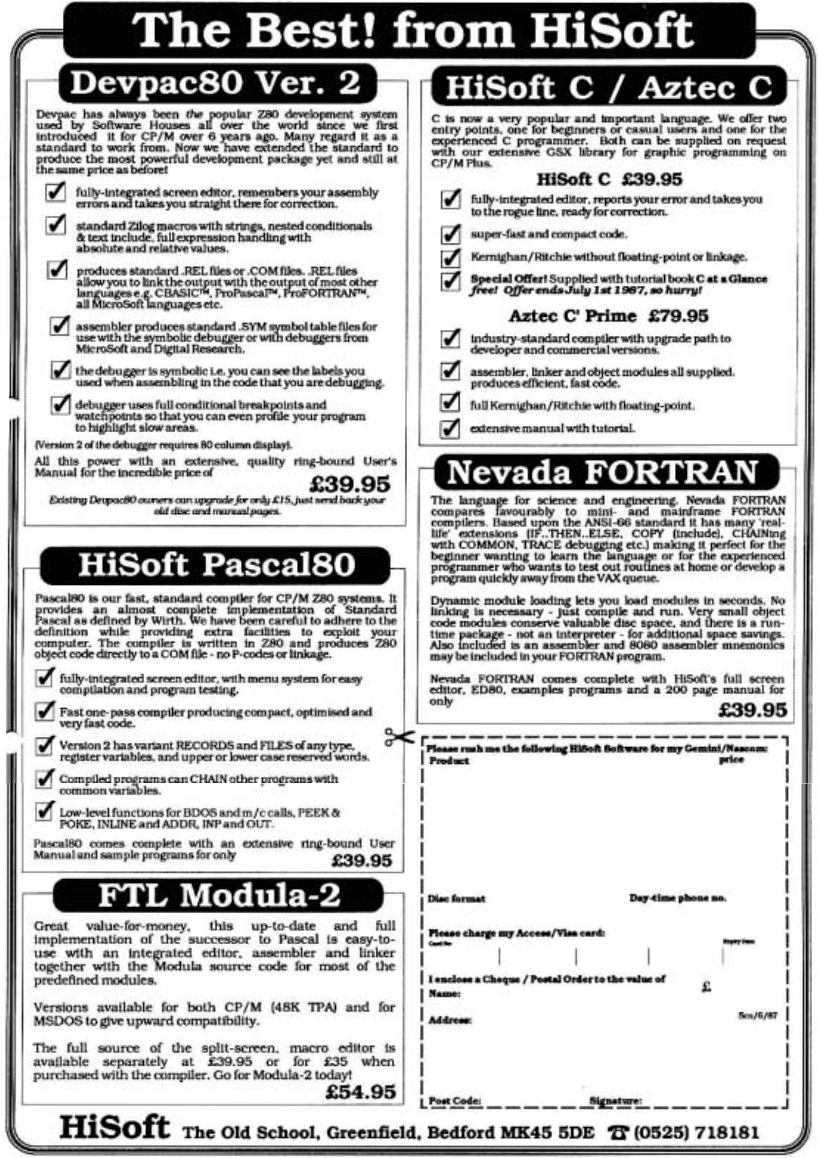 The Best! from HiSoft
Devpac80 Ver. 2
Devpac has always been the popular Z80 development system
used by Software Houses all over the world since we first
introduced it for CP/M over 6 years ago. Many regard it as a
standard to work from. Now we have extended the standard to
produce the most powerful development package yet and still at
the same price as before!
fully-integrated screen editor, remembers your assembly
errors and takes you straight there for correction.
standard Zilog macros with strings, nested conditionals
& text include, full expression handling with
absolute and relative values.
produces standard .REL files or .COM files. .REL files
allow you to link the output with the output of most other
languages e.g. CBASIC™, ProPascal™, ProFORTRAN™,
all MicroSoft languages etc.
assembler produces standard .SYM symbol table files for
use with the symbolic debugger or with debuggers from
MicroSoft and Digital Research.
the debugger is symbolic i.e. you can see the labels you
used when assembling in the code that you are debugging.
debugger uses full conditional breakpoints and
watchpoints so that you can even profile your program
to highlight slow areas.
(Version 2 of the debugger requires 80 column display).
All this power with an extensive, quality ring-bound User's
Manual for the incredible price of
£39.95
Existing Devpac80 owners can upgrade for only £15, just send back your
old disc and manual pages.
HiSoft Pascal80
Pascal80 is our fast, standard compiler for CP/M Z80 systems. It
provides an almost complete implementation of Standard
Pascal as defined by Wirth. We have been careful to adhere to the
definition while providing extra facilities to exploit your
computer. The compiler is written in Z80 and produces Z80
object code directly to a COM file - no P-codes or linkage.
fully-integrated screen editor, with menu system for easy
compilation and program testing.
Fast one-pass compiler producing compact, optimised and
very fast code.
Version 2 has variant RECORDS and FILES of any type,
register variables, and upper or lower case reserved words.
Compiled programs can CHAIN other programs with
common variables.
Low-level functions for BDOS and m/c calls, PEEK &
POKE, INLINE and ADDR, INP and OUT.
Pascal80 comes complete with an extensive ring-bound User
Manual and sample programs for only
£39.95
FTL Modula-2
Great value-for-money, this up-to-date and full
implementation of the successor to Pascal is easy-to-
use with an integrated editor, assembler and linker
together with the Modula source code for most of the
predefined modules.
Versions available for both CP/M (48K TPA) and for
MSDOS to give upward compatibility.
The full source of the split-screen, macro editor is
available separately at £39.95 or for £35 when
purchased with the compiler. Go for Modula-2 today!
£54.95
HiSoft C / Aztec C
C is now a very popular and important language. We offer two
entry points, one for beginners or casual users and one for the
experienced C programmer. Both can be supplied on request
with our extensive GSX library for graphic programming on
CP/M Plus.
HiSoft C £39.95
fully-integrated editor, reports your error and takes you
to the rogue line, ready for correction.
super-fast and compact code.
Kernighan/Ritchie without floating-point or linkage.
Special Offer! Supplied with tutorial book C at a Glance
free! Offer ends July 1st 1987, so hurry!
Aztec C' Prime £79.95
industry-standard compiler with upgrade path to
developer and commercial versions.
assembler, linker and object modules all supplied.
produces efficient, fast code.
full Kernighan/Ritchie with floating-point.
extensive manual with tutorial.
Nevada FORTRAN
The language for science and engineering. Nevada FORTRAN
compares favourably to mini- and mainframe FORTRAN
compilers. Based upon the ANSI-66 standard it has many 'real-
life' extensions (IF..THEN..ELSE, COPY (include), CHAINing
with COMMON, TRACE debugging etc.) making it perfect for the
beginner wanting to learn the language or for the experienced
programmer who wants to test out routines at home or develop a
program quickly away from the VAX queue.
Dynamic module loading lets you load modules in seconds. No
linking is necessary - just compile and run. Very small object
code modules conserve valuable disc space, and there is a run-
time package - not an interpreter - for additional space savings.
Also included is an assembler and 8080 assembler mnemonics
may be included in your FORTRAN program.
Nevada FORTRAN comes complete with HiSoft's full screen
editor, ED80, examples programs and a 200 page manual for
only
£39.95
Please rush me the following HiSoft Software for my Gemini/Nascom:
Product price
Disc format Day-time phone no.
Please charge my Access/Visa card:
Card No Expiry Date
I enclose a Cheque / Postal Order to the value of £
Name:
Address: Scn/5/87
Post Code: Signature:
HiSoft The Old School, Greenfield, Bedford MK45 5DE ☎ (0525) 718181